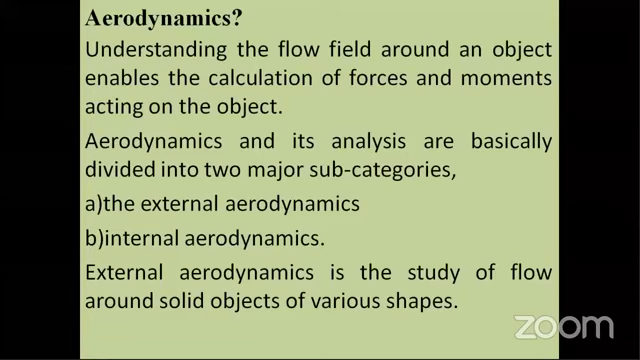 Aerodynamics?
Understanding the flow field around an object
enables the calculation of forces and moments
acting on the object.
Aerodynamics and its analysis are basically
divided into two major sub-categories,
a)the external aerodynamics
b)internal aerodynamics.
External aerodynamics is the study of flow
around solid objects of various shapes.
zoom